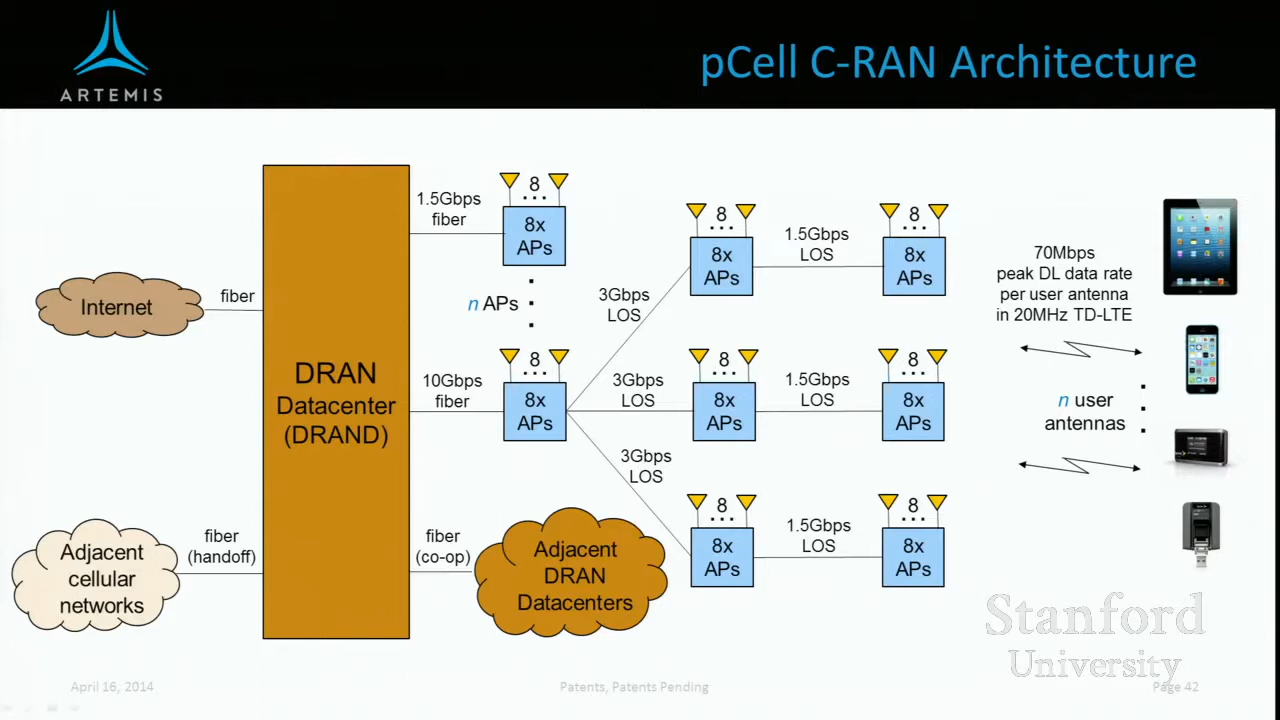 ARTEMIS
pCell C-RAN Architecture
Internet
fiber
Adjacent
cellular
networks
fiber
(handoff)
DRAN
Datacenter
(DRAND)
1.5Gbps
fiber
8
8x
APs
n APs
10Gbps
fiber
8
8x
APs
fiber
(co-op)
Adjacent
DRAN
Datacenters
3Gbps
LOS
8
8x
APs
1.5Gbps
LOS
8
8x
APs
3Gbps
LOS
8
8x
APs
1.5Gbps
LOS
8
8x
APs
3Gbps
LOS
8
8x
APs
1.5Gbps
LOS
8
8x
APs
70Mbps
peak DL data rate
per user antenna
in 20MHz TD-LTE
n user
antennas
Stanford
University
April 16, 2014
Patents, Patents Pending
Page 42